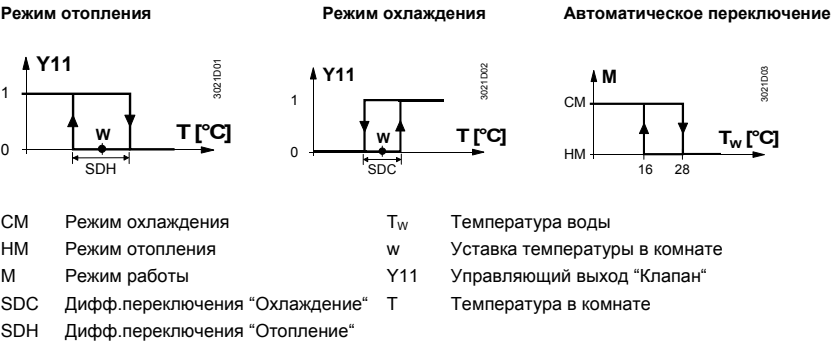 Режим отопления Режим охлаждения Автоматическое переключение
Y11
1
0
w
SDH
T [°C]
3021D01
Y11
1
0
w
SDC
T [°C]
3021D02
M
CM
HM
16 28
Tw [°C]
3021D03
CM Режим охлаждения Tw Температура воды
HM Режим отопления w Уставка температуры в комнате
M Режим работы Y11 Управляющий выход “Клапан“
SDC Дифф.переключения “Охлаждение“ T Температура в комнате
SDH Дифф.переключения “Отопление“